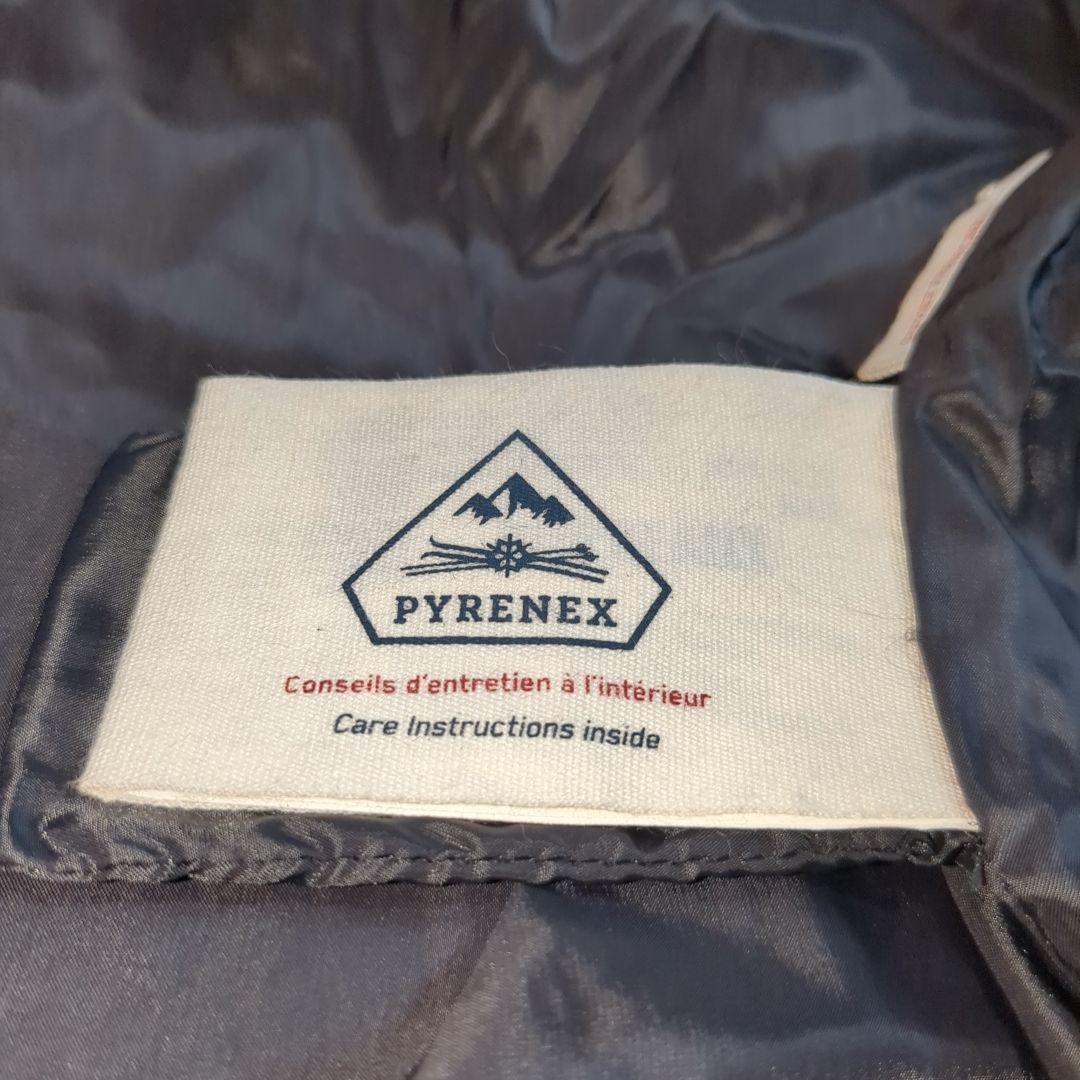 PYRENEX
Conseils d'entretien à l'intérieur
Care Instructions inside